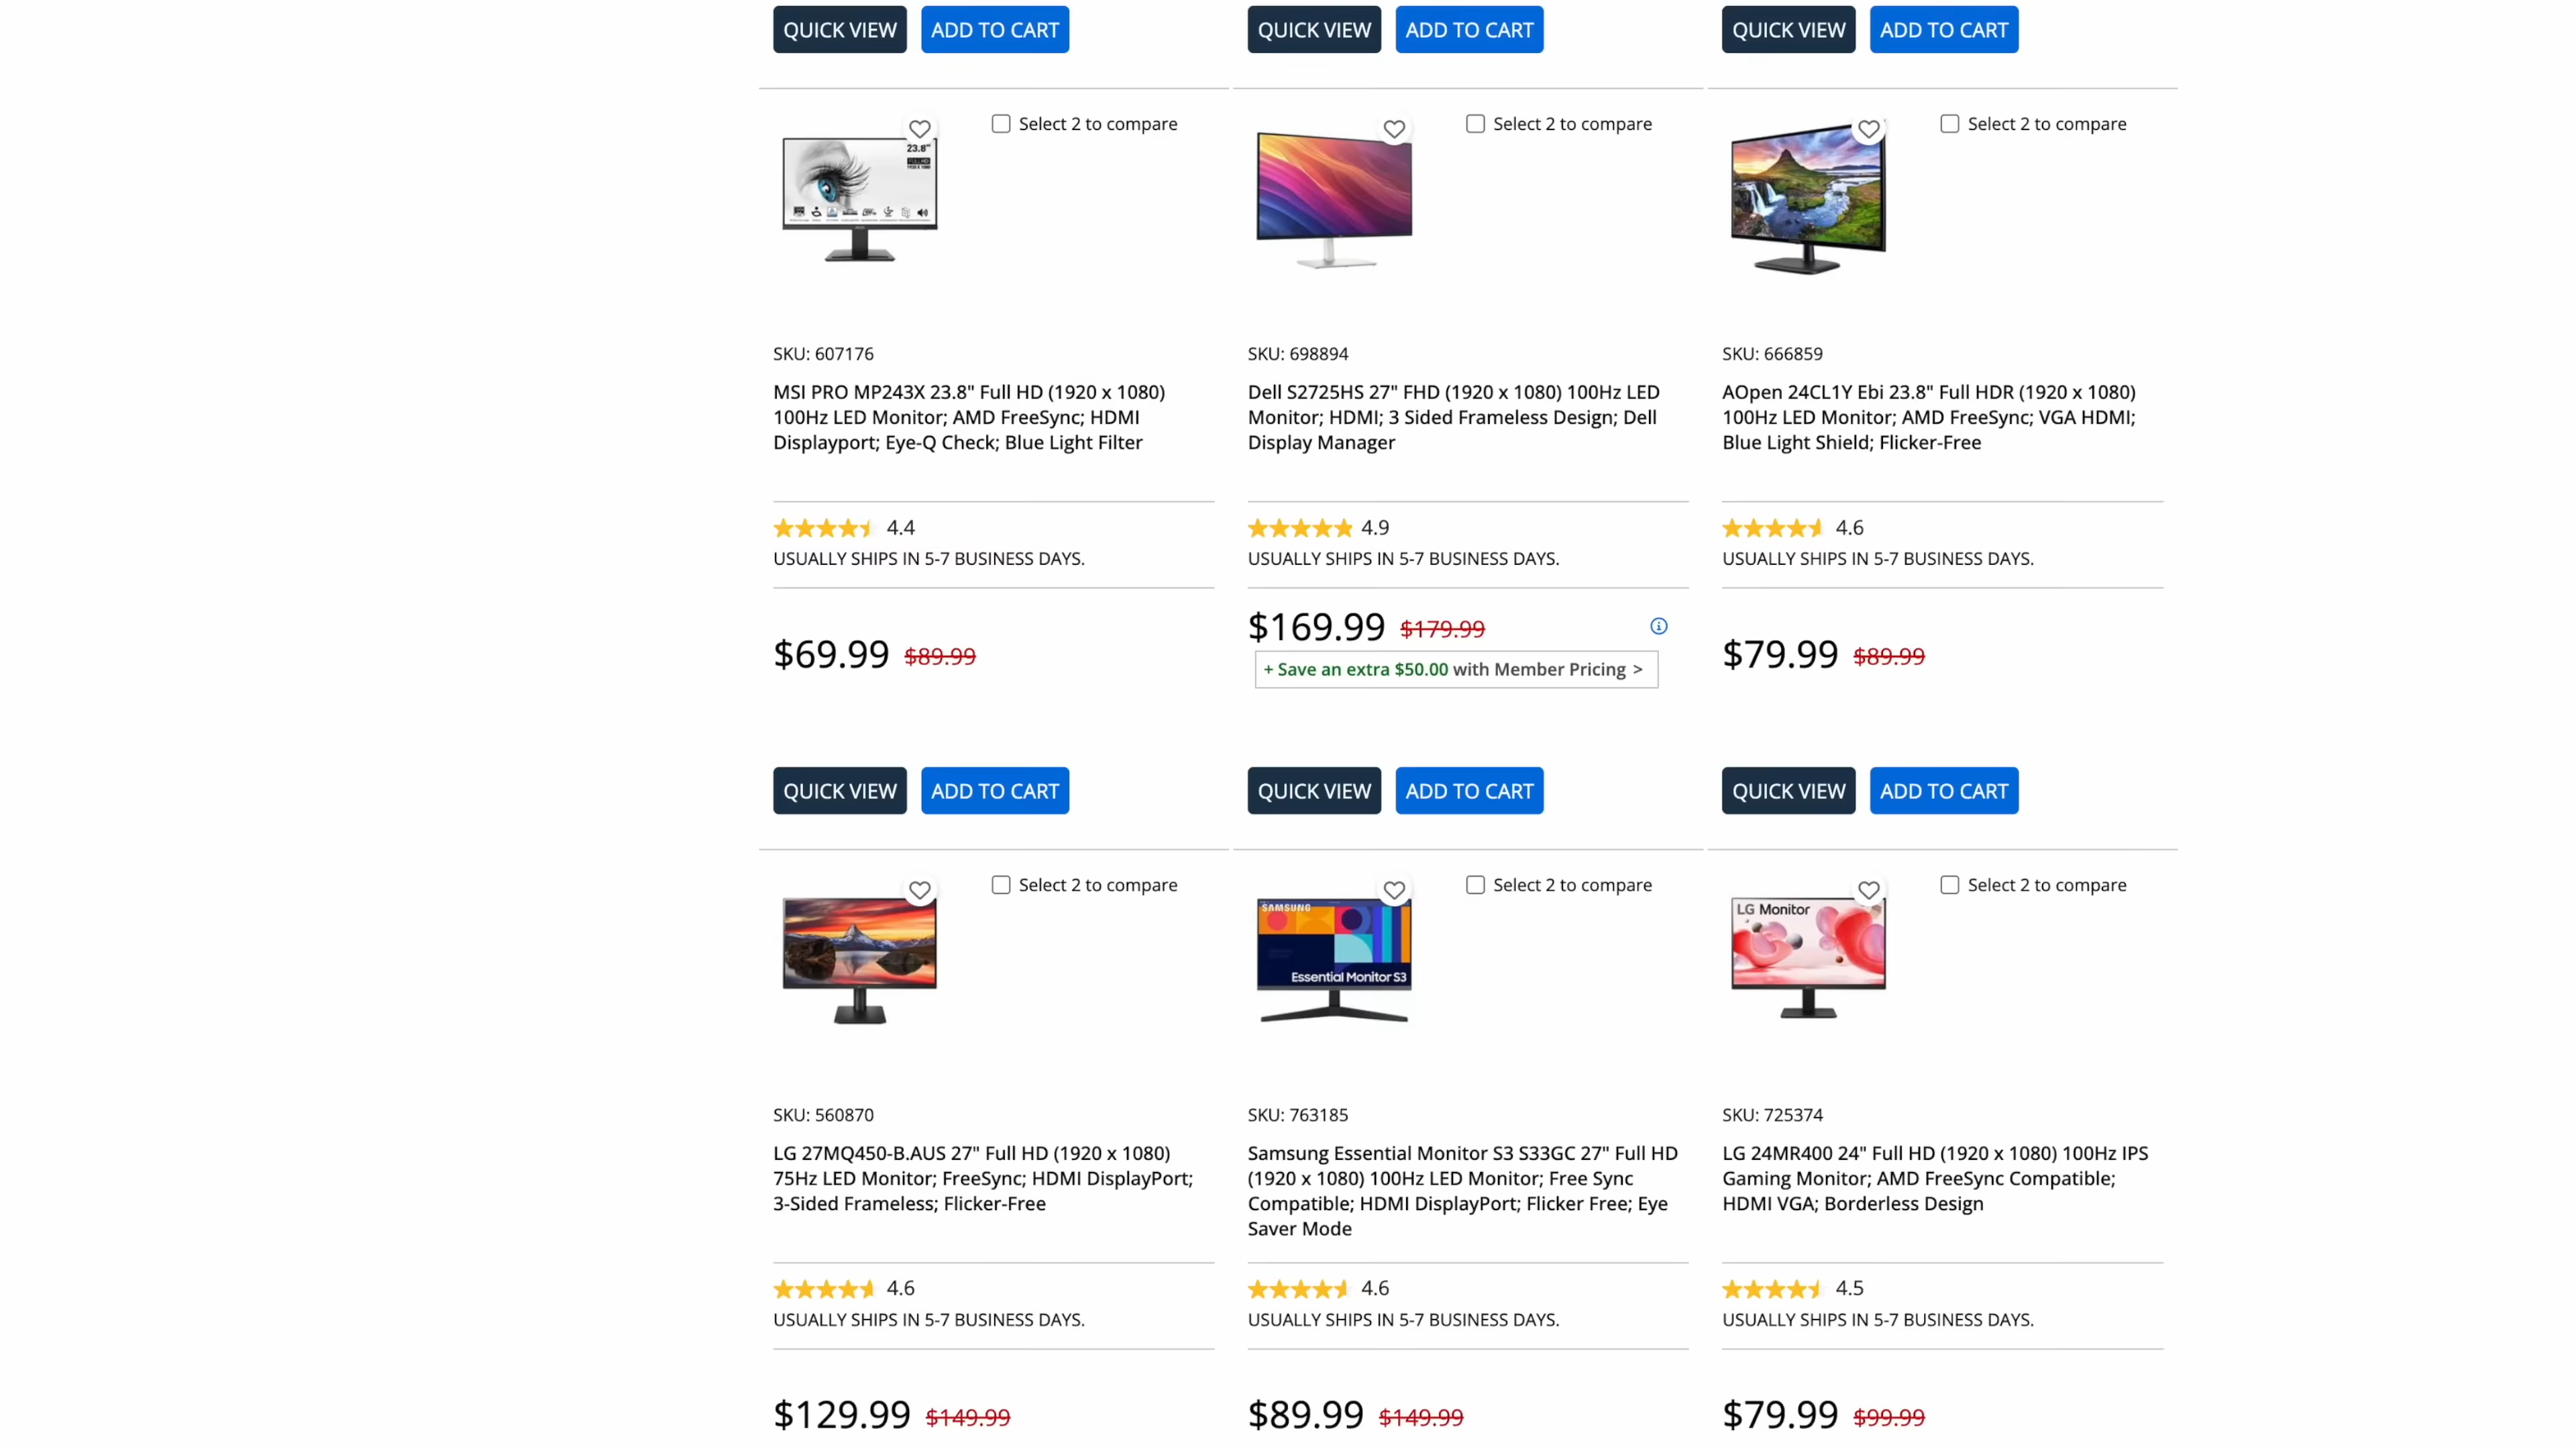 QUICK VIEW ADD TO CART
QUICK VIEW ADD TO CART
QUICK VIEW ADD TO CART
Select 2 to compare
23.8"
SKU: 607176
MSI PRO MP243X 23.8" Full HD (1920 x 1080)
100Hz LED Monitor; AMD FreeSync; HDMI
Displayport; Eye-Q Check; Blue Light Filter
4.4
USUALLY SHIPS IN 5-7 BUSINESS DAYS.
$69.99 $89.99
QUICK VIEW ADD TO CART
Select 2 to compare
SKU: 698894
Dell S2725HS 27" FHD (1920 x 1080) 100Hz LED
Monitor; HDMI; 3 Sided Frameless Design; Dell
Display Manager
4.9
USUALLY SHIPS IN 5-7 BUSINESS DAYS.
$169.99 $179.99
+ Save an extra $50.00 with Member Pricing >
QUICK VIEW ADD TO CART
Select 2 to compare
SKU: 666859
AOpen 24CL1Y Ebi 23.8" Full HDR (1920 x 1080)
100Hz LED Monitor; AMD FreeSync; VGA HDMI;
Blue Light Shield; Flicker-Free
4.6
USUALLY SHIPS IN 5-7 BUSINESS DAYS.
$79.99 $89.99
QUICK VIEW ADD TO CART
Select 2 to compare
SKU: 560870
LG 27MQ450-B.AUS 27" Full HD (1920 x 1080)
75Hz LED Monitor; FreeSync; HDMI DisplayPort;
3-Sided Frameless; Flicker-Free
4.6
USUALLY SHIPS IN 5-7 BUSINESS DAYS.
$129.99 $149.99
Select 2 to compare
SAMSUNG
Essential Monitor S3
SKU: 763185
Samsung Essential Monitor S3 S33GC 27" Full HD
(1920 x 1080) 100Hz LED Monitor; Free Sync
Compatible; HDMI DisplayPort; Flicker Free; Eye
Saver Mode
4.6
USUALLY SHIPS IN 5-7 BUSINESS DAYS.
$89.99 $149.99
Select 2 to compare
LG Monitor
SKU: 725374
LG 24MR400 24" Full HD (1920 x 1080) 100Hz IPS
Gaming Monitor; AMD FreeSync Compatible;
HDMI VGA; Borderless Design
4.5
USUALLY SHIPS IN 5-7 BUSINESS DAYS.
$79.99 $99.99